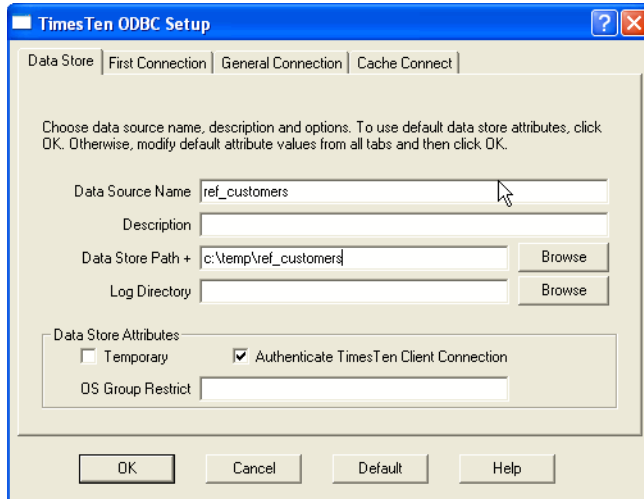 TimesTen ODBC Setup
Data Store First Connection General Connection Cache Connect
Choose data source name, description and options. To use default data store attributes, click
OK. Otherwise, modify default attribute values from all tabs and then click OK.
Data Source Name ref_customers
Description
Data Store Path + c:\temp\ref_customers Browse
Log Directory Browse
Data Store Attributes
Temporary Authenticate TimesTen Client Connection
OS Group Restrict
OK Cancel Default Help